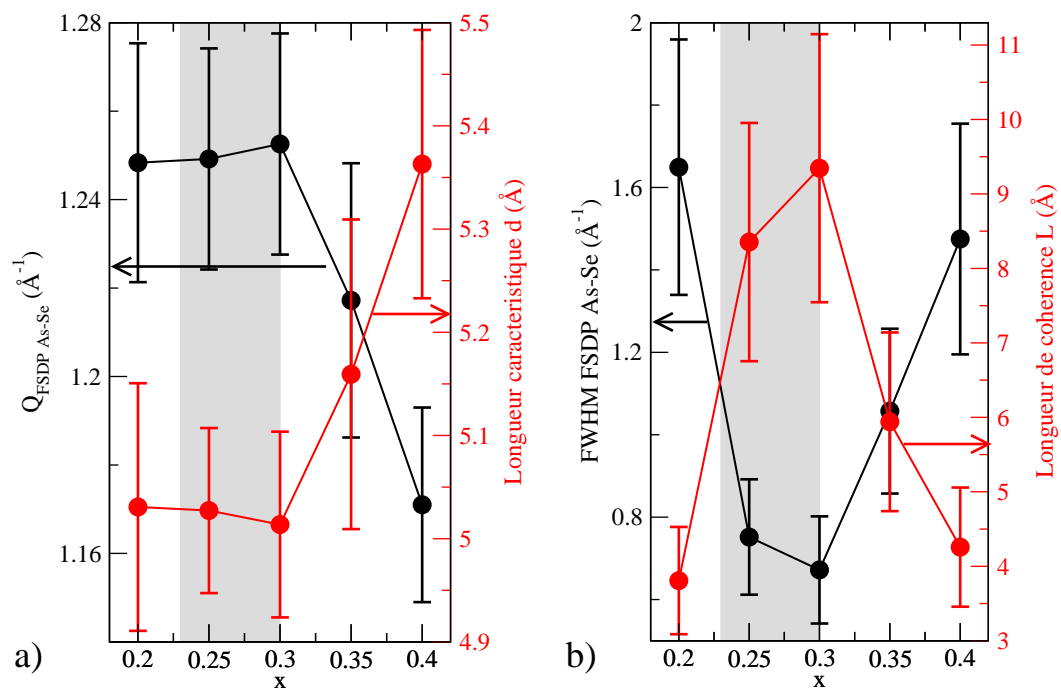 1.28
1.24
1.2
1.16
Q_FSDP As-Se (Å^-1)
0.2 0.25 0.3 0.35 0.4
x
5.5
5.4
5.3
5.2
5.1
5
4.9
Longueur caracteristique d (Å)
a)
2
1.6
1.2
0.8
FWHM FSDP As-Se (Å^-1)
0.2 0.25 0.3 0.35 0.4
x
11
10
9
8
7
6
5
4
3
Longueur de coherence L (Å)
b)